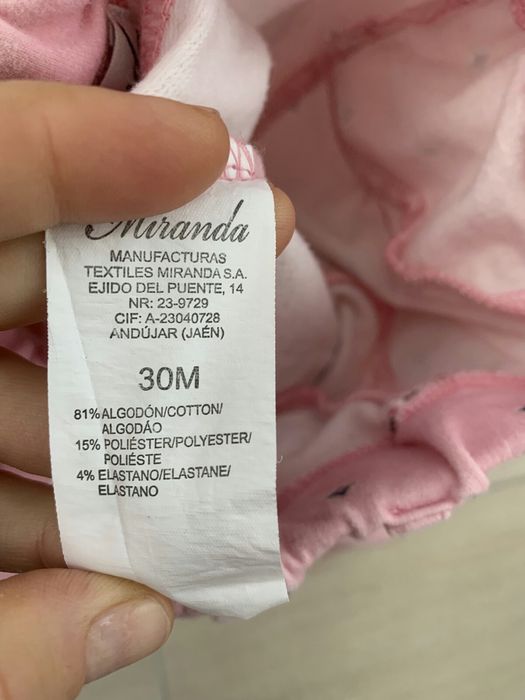 Miranda
MANUFACTURAS
TEXTILES MIRANDA S.A.
EJIDO DEL PUENTE, 14
NR: 23-9729
CIF: A-23040728
ANDÚJAR (JAÉN)
30M
81% ALGODÓN/COTTON/
ALGODÁO
15% POLIÉSTER/POLYESTER/
POLIÉSTE
4% ELASTANO/ELASTANE/
ELASTANO